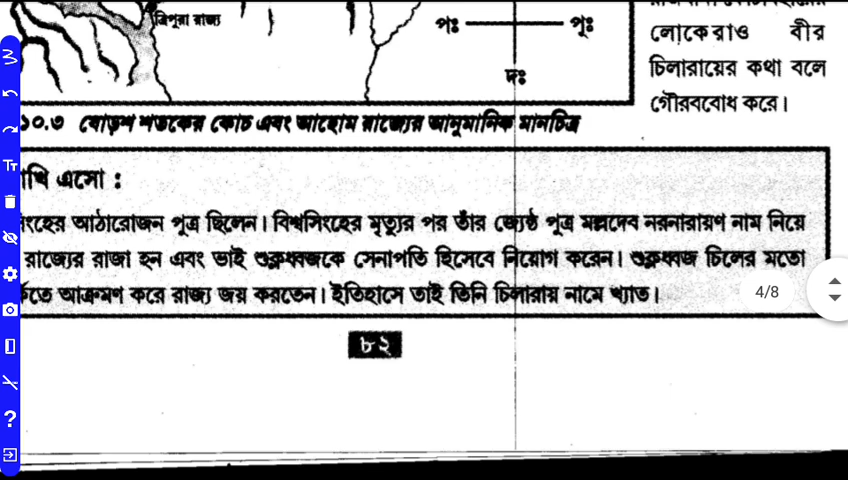 ত্রিপুরা রাজ্য
পঃ পূঃ
দঃ
লোকেরাও বীর
চিলারায়ের কথা বলে
গৌরববোধ করে।
১০.৩ ষোড়শ শতকের কোচ এবং আহোম রাজ্যের আনুমানিক মানচিত্র
খি এসো :
িংহের আঠারোজন পুত্র ছিলেন। বিশ্বসিংহের মৃত্যুর পর তাঁর জ্যেষ্ঠ পুত্র মল্লদেব নরনারায়ণ নাম নিয়ে
রাজ্যের রাজা হন এবং ভাই শুক্লধ্বজকে সেনাপতি হিসেবে নিয়োগ করেন। শুক্লধ্বজ চিলের মতো
আক্রমণ করে রাজ্য জয় করতেন। ইতিহাসে তাই তিনি চিলারায় নামে খ্যাত।
৮২
4/8
Tт
?